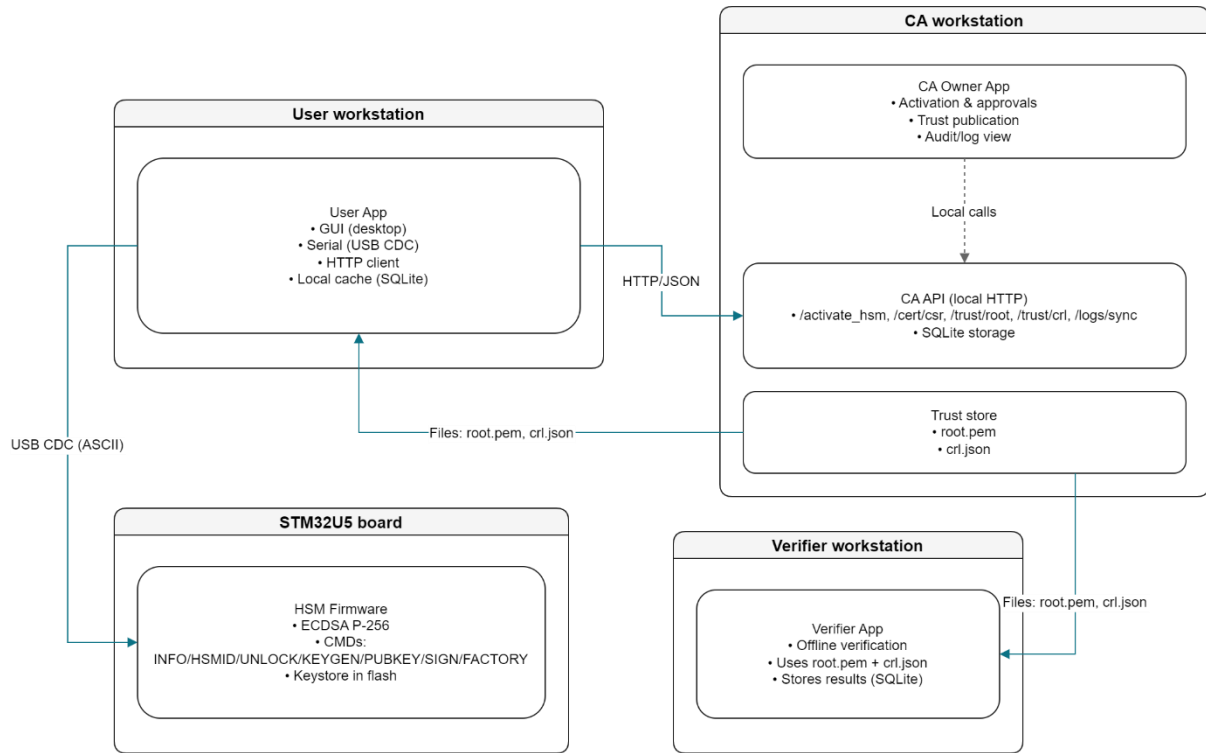 CA workstation
CA Owner App
• Activation & approvals
• Trust publication
• Audit/log view
User workstation
User App
• GUI (desktop)
• Serial (USB CDC)
• HTTP client
• Local cache (SQLite)
Local calls
HTTP/JSON
CA API (local HTTP)
• /activate_hsm, /cert/csr, /trust/root, /trust/crl, /logs/sync
• SQLite storage
Trust store
• root.pem
• crl.json
Files: root.pem, crl.json
USB CDC (ASCII)
STM32U5 board
HSM Firmware
• ECDSA P-256
• CMDs:
INFO/HSMID/UNLOCK/KEYGEN/PUBKEY/SIGN/FACTORY
• Keystore in flash
Verifier workstation
Files: root.pem, crl.json
Verifier App
• Offline verification
• Uses root.pem + crl.json
• Stores results (SQLite)